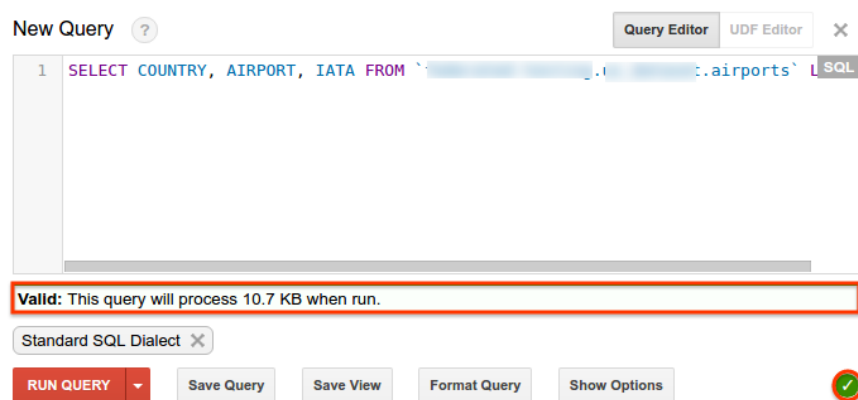 New Query ? Query Editor UDF Editor ×
1 SELECT COUNTRY, AIRPORT, IATA FROM ` . .airports` L SQL
Valid: This query will process 10.7 KB when run.
Standard SQL Dialect ×
RUN QUERY Save Query Save View Format Query Show Options